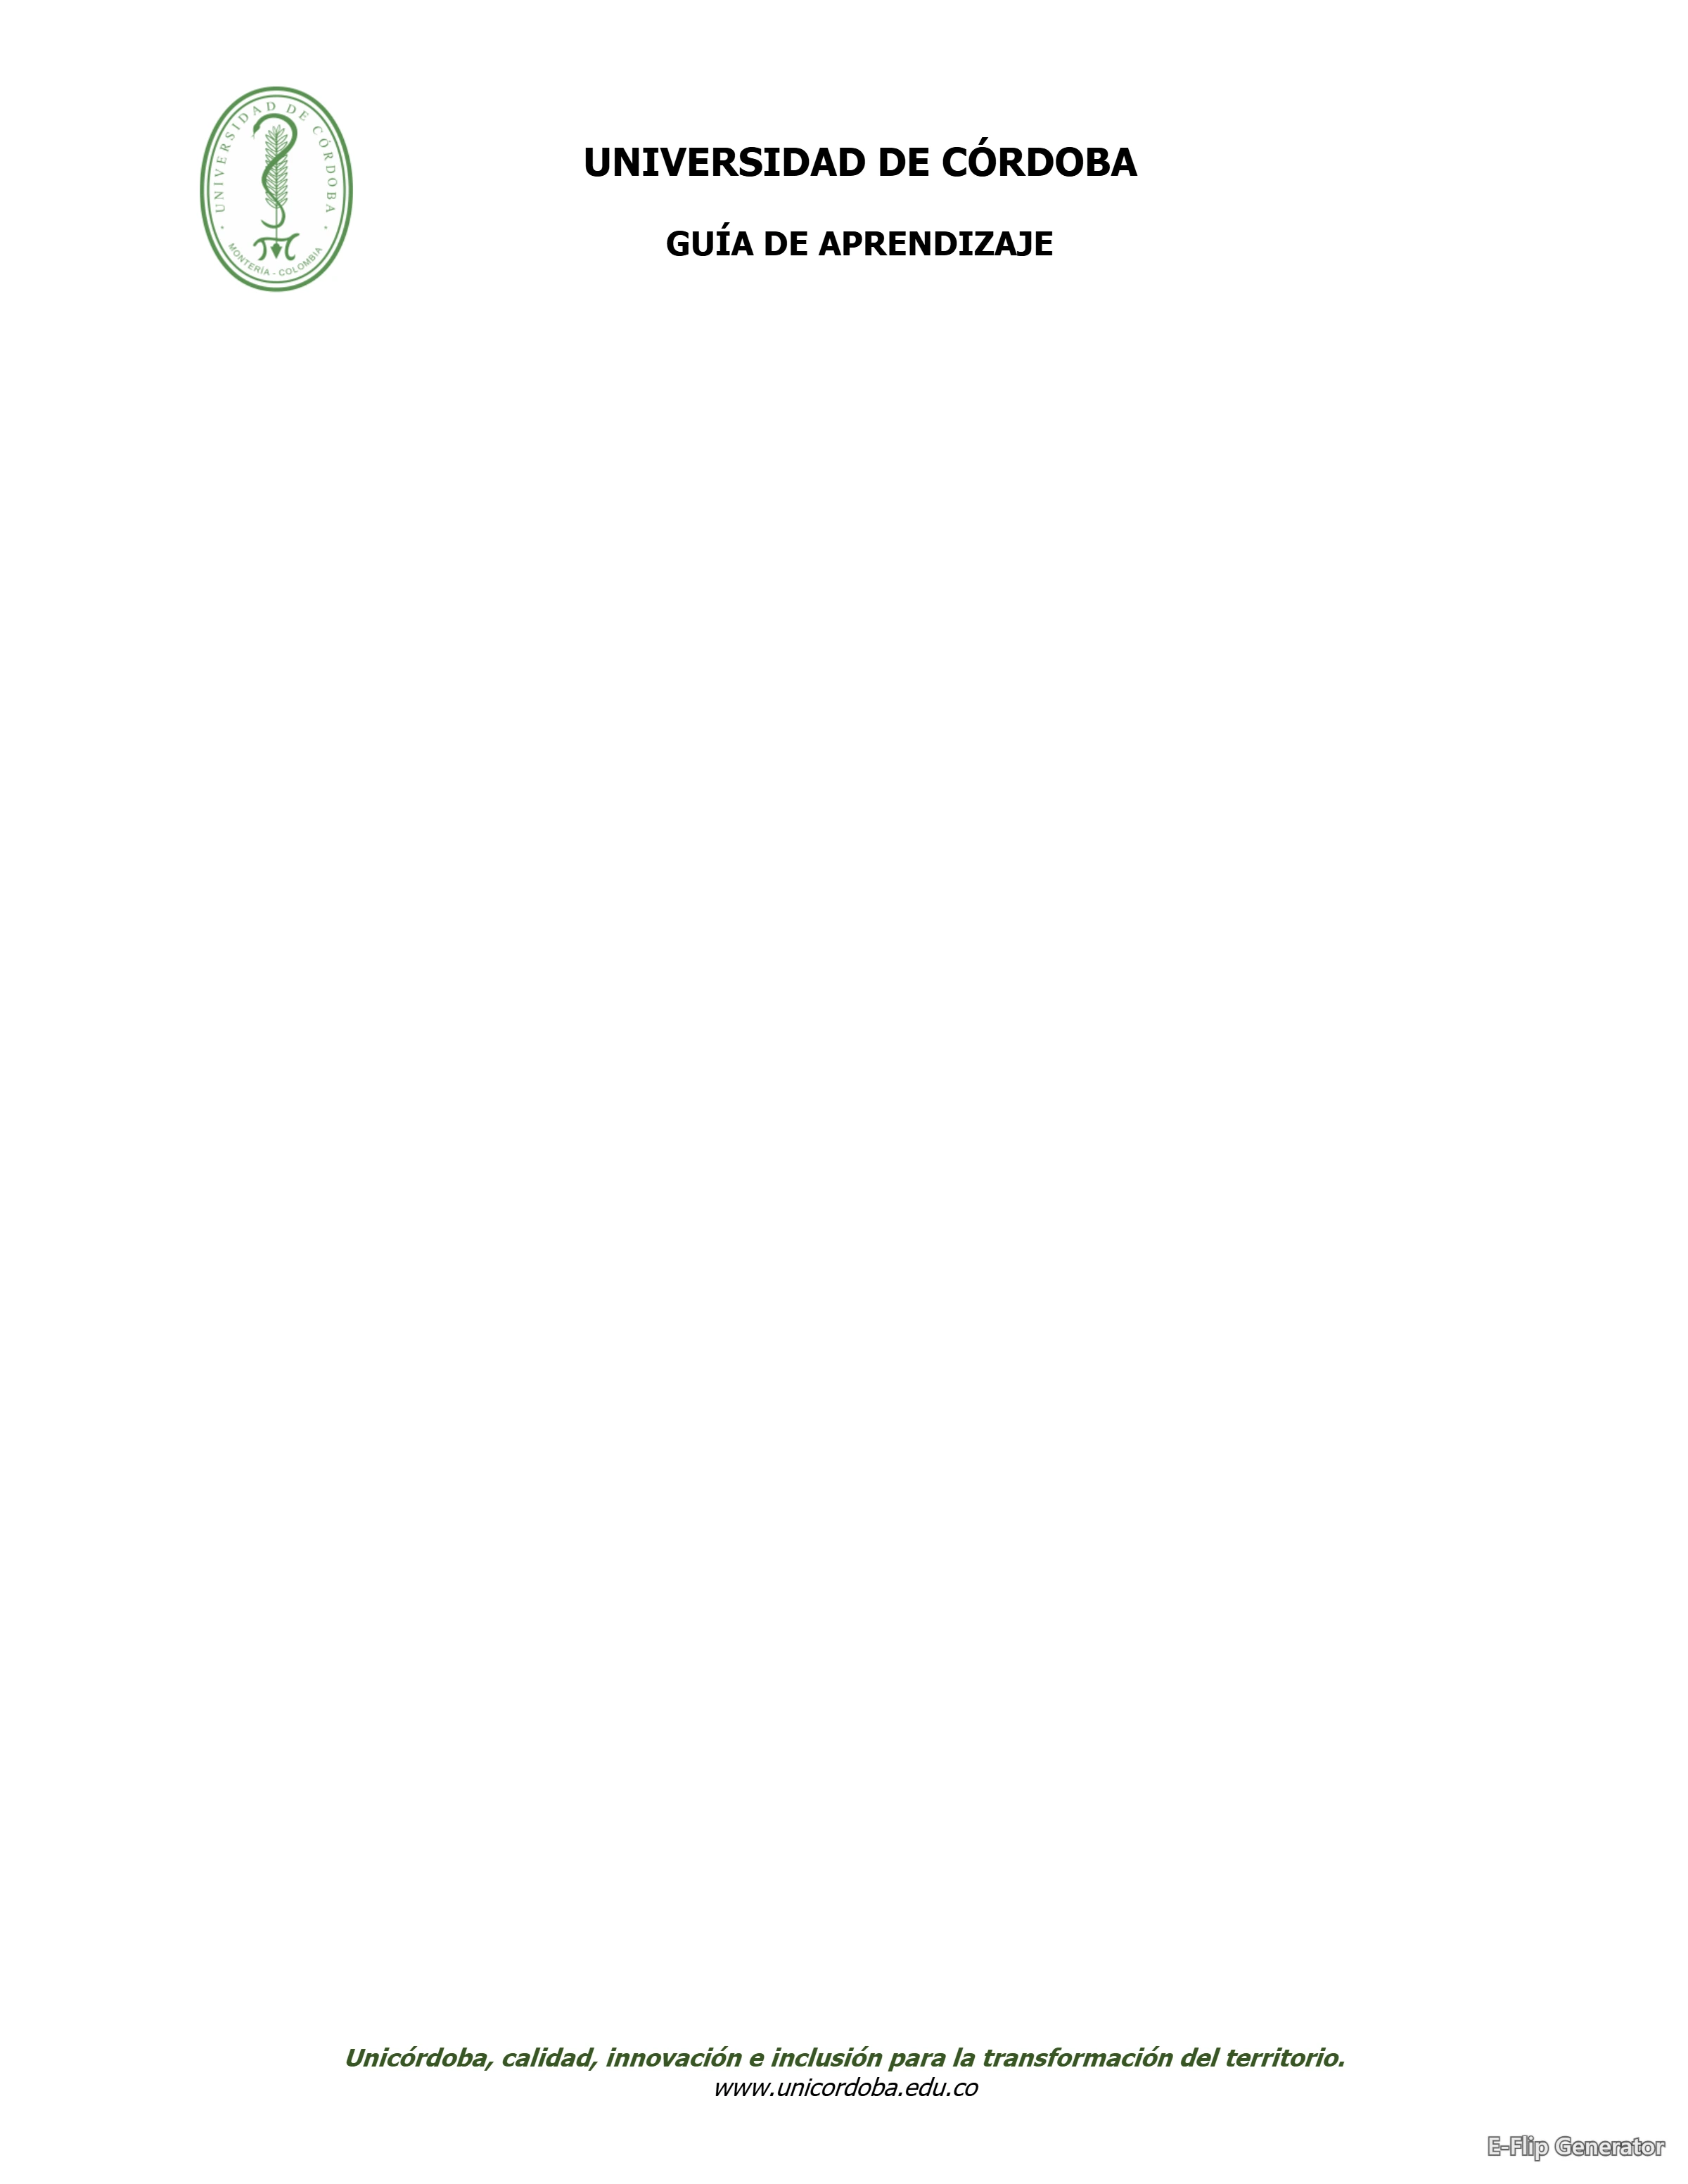 UNIVERSIDAD DE CÓRDOBA
MONTERÍA - COLOMBIA
UNIVERSIDAD DE CÓRDOBA
GUÍA DE APRENDIZAJE
Unicórdoba, calidad, innovación e inclusión para la transformación del territorio.
www.unicordoba.edu.co
E-Flip Generator